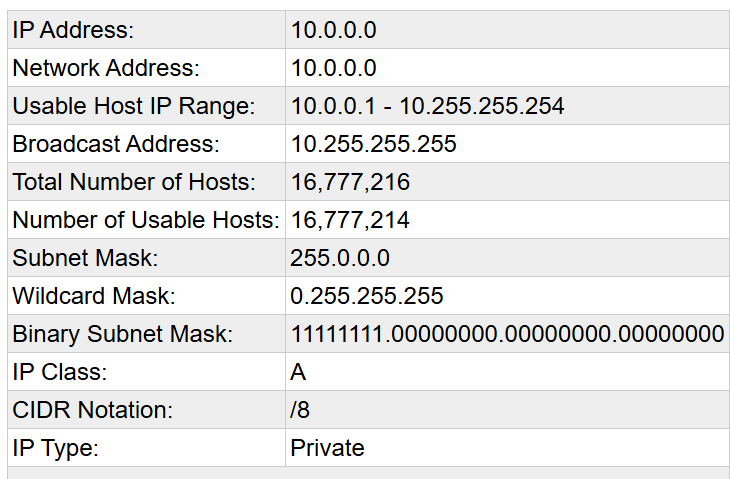 IP Address: 10.0.0.0
Network Address: 10.0.0.0
Usable Host IP Range: 10.0.0.1 - 10.255.255.254
Broadcast Address: 10.255.255.255
Total Number of Hosts: 16,777,216
Number of Usable Hosts: 16,777,214
Subnet Mask: 255.0.0.0
Wildcard Mask: 0.255.255.255
Binary Subnet Mask: 11111111.00000000.00000000.00000000
IP Class: A
CIDR Notation: /8
IP Type: Private